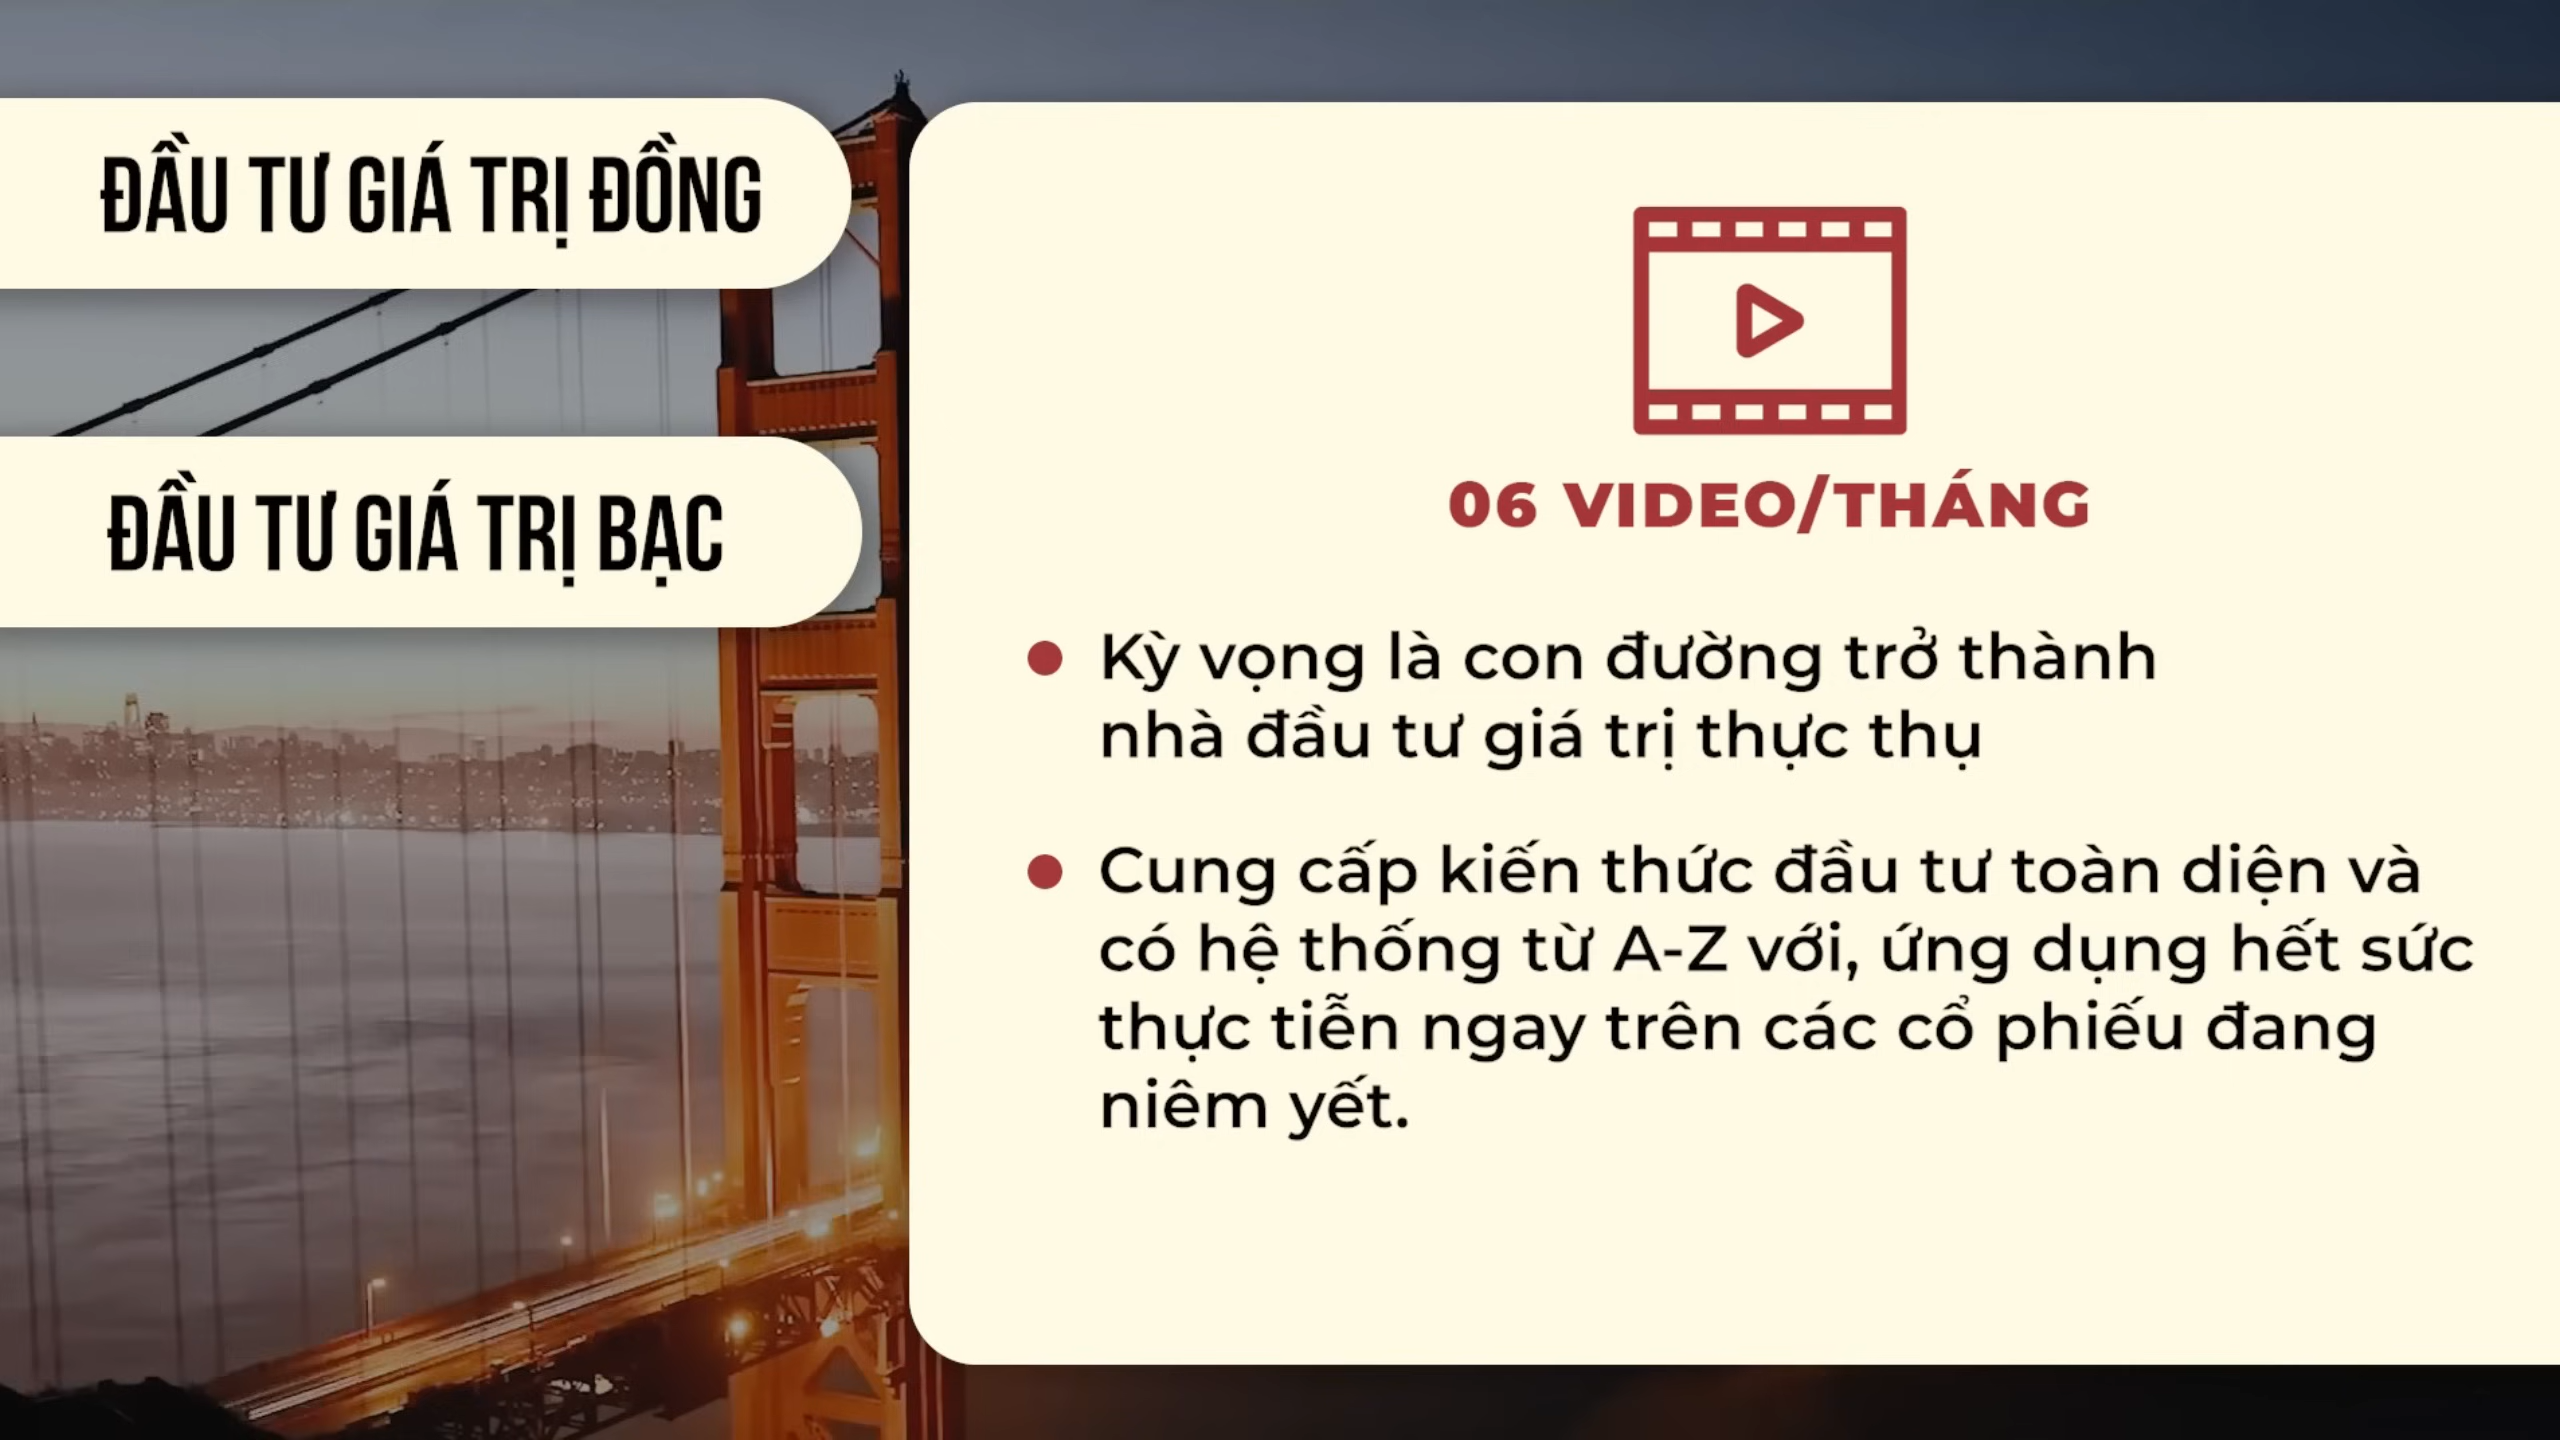 ĐẦU TƯ GIÁ TRỊ ĐỒNG
ĐẦU TƯ GIÁ TRỊ BẠC
06 VIDEO/THÁNG
Kỳ vọng là con đường trở thành
nhà đầu tư giá trị thực thụ
Cung cấp kiến thức đầu tư toàn diện và
có hệ thống từ A-Z với, ứng dụng hết sức
thực tiễn ngay trên các cổ phiếu đang
niêm yết.